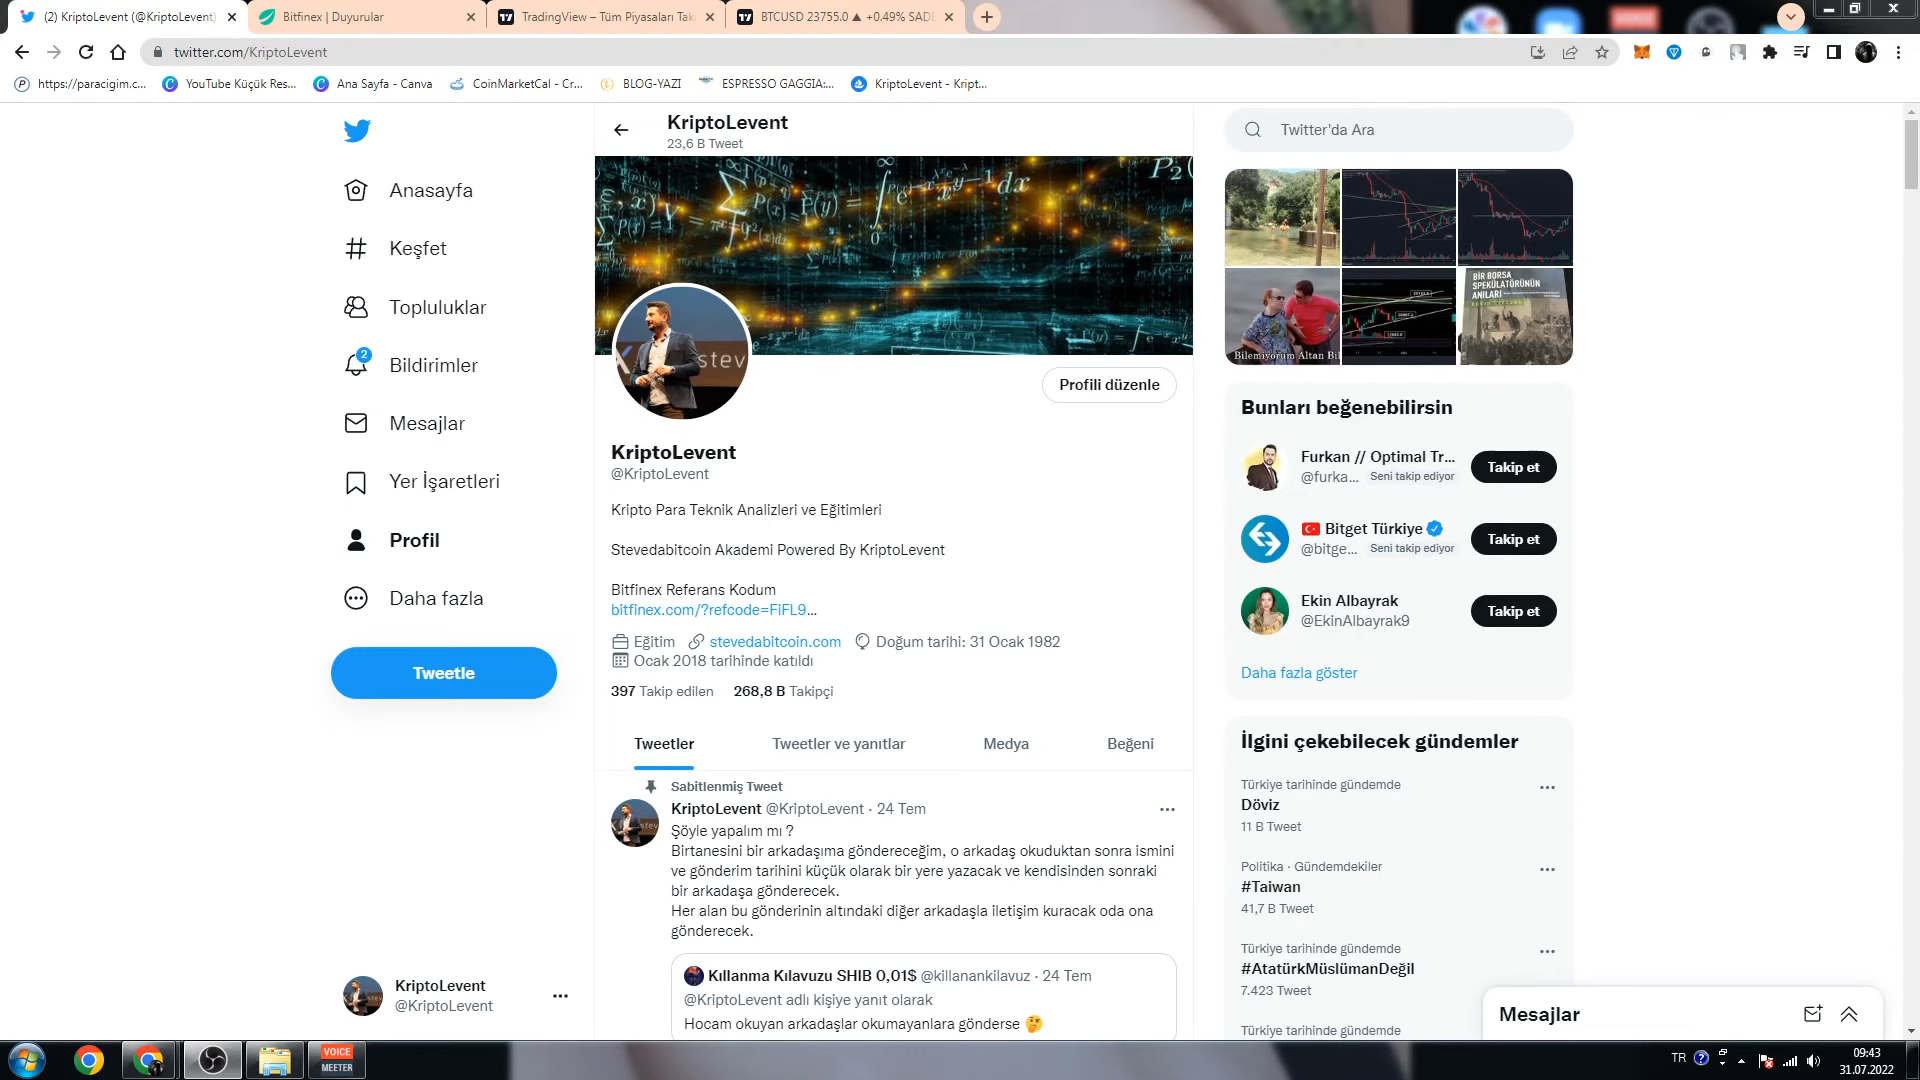 (2) KriptoLevent (@KriptoLevent)
Bitfinex | Duyurular
TradingView – Tüm Piyasaları Tak
BTCUSD 23755.0 ▲ +0.49% SADE
twitter.com/KriptoLevent
https://paracigim.c...
YouTube Küçük Res...
Ana Sayfa - Canva
CoinMarketCal - Cr...
BLOG-YAZI
ESPRESSO GAGGIA:...
KriptoLevent - Kript...
Anasayfa
Keşfet
Topluluklar
2
Bildirimler
Mesajlar
Yer İşaretleri
Profil
Daha fazla
Tweetle
KriptoLevent
@KriptoLevent
KriptoLevent
23,6 B Tweet
Profili düzenle
KriptoLevent
@KriptoLevent
Kripto Para Teknik Analizleri ve Eğitimleri
Stevedabitcoin Akademi Powered By KriptoLevent
Bitfinex Referans Kodum
bitfinex.com/?refcode=FiFL9...
Eğitim stevedabitcoin.com Doğum tarihi: 31 Ocak 1982
Ocak 2018 tarihinde katıldı
397 Takip edilen 268,8 B Takipçi
Tweetler Tweetler ve yanıtlar Medya Beğeni
Sabitlenmiş Tweet
KriptoLevent @KriptoLevent · 24 Tem
Şöyle yapalım mı ?
Birtanesini bir arkadaşıma göndereceğim, o arkadaş okuduktan sonra ismini
ve gönderim tarihini küçük olarak bir yere yazacak ve kendisinden sonraki
bir arkadaşa gönderecek.
Her alan bu gönderinin altındaki diğer arkadaşla iletişim kuracak oda ona
gönderecek.
Kıllanma Kılavuzu SHIB 0,01$ @killanankilavuz · 24 Tem
@KriptoLevent adlı kişiye yanıt olarak
Hocam okuyan arkadaşlar okumayanlara gönderse 🤔
Twitter'da Ara
Bilemiyorum Altan Bil
BİR BORSA
SPEKÜLATÖRÜNÜN
ANILARI
Bunları beğenebilirsin
Furkan // Optimal Tr...
@furka... Seni takip ediyor
Takip et
Bitget Türkiye
@bitge... Seni takip ediyor
Takip et
Ekin Albayrak
@EkinAlbayrak9
Takip et
Daha fazla göster
İlgini çekebilecek gündemler
Türkiye tarihinde gündemde
Döviz
11 B Tweet
Politika · Gündemdekiler
#Taiwan
41,7 B Tweet
Türkiye tarihinde gündemde
#AtatürkMüslümanDeğil
7.423 Tweet
Türkiye tarihinde gündemde
Mesajlar
VOICE
MEETER
TR
09:43
31.07.2022